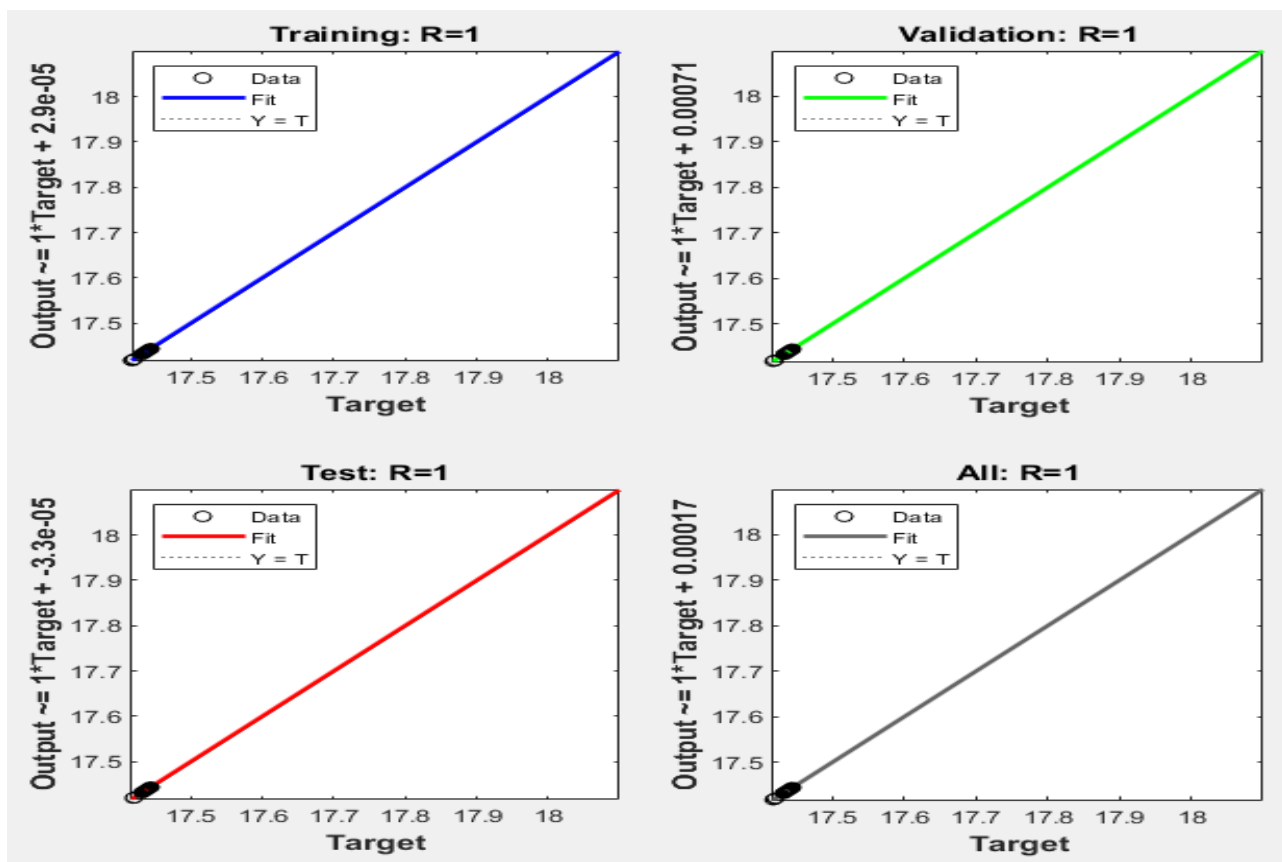 Training: R=1
Output ~= 1*Target + 2.9e-05
Data
Fit
Y = T
18
17.9
17.8
17.7
17.6
17.5
17.5 17.6 17.7 17.8 17.9 18
Target
Validation: R=1
Output ~= 1*Target + 0.00071
Data
Fit
Y = T
18
17.9
17.8
17.7
17.6
17.5
17.5 17.6 17.7 17.8 17.9 18
Target
Test: R=1
Output ~= 1*Target + -3.3e-05
Data
Fit
Y = T
18
17.9
17.8
17.7
17.6
17.5
17.5 17.6 17.7 17.8 17.9 18
Target
All: R=1
Output ~= 1*Target + 0.00017
Data
Fit
Y = T
18
17.9
17.8
17.7
17.6
17.5
17.5 17.6 17.7 17.8 17.9 18
Target